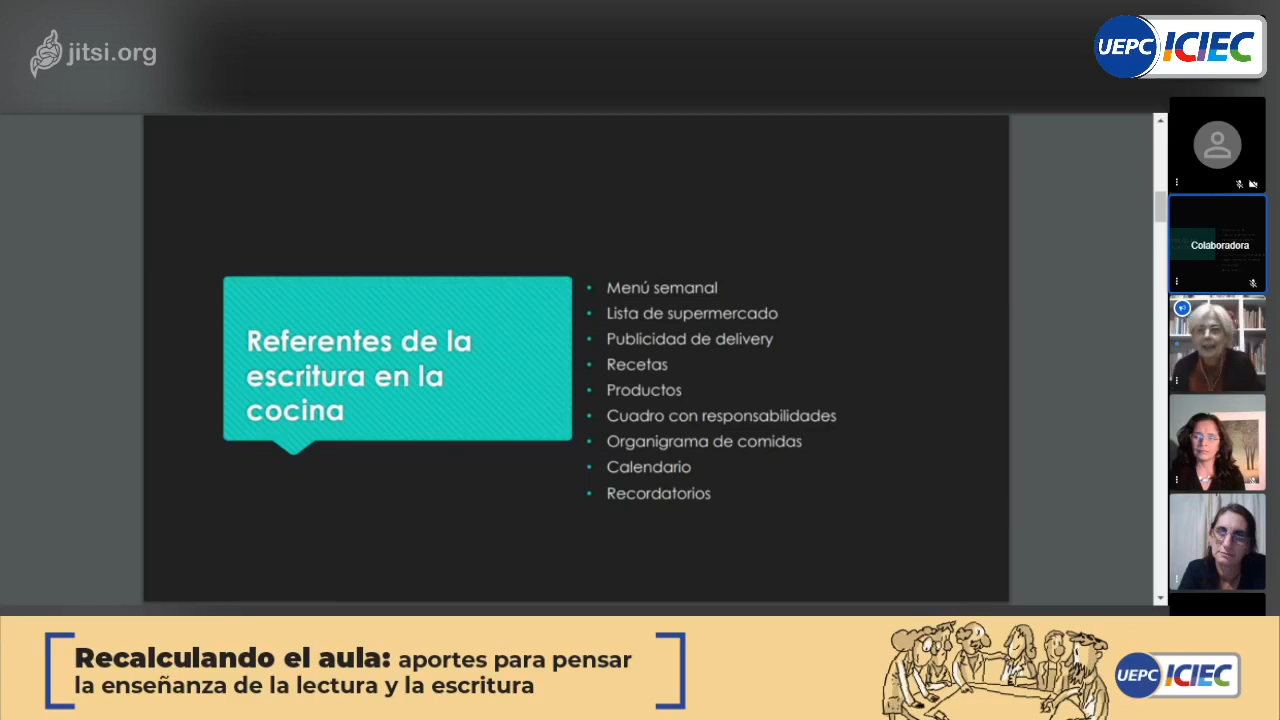 jitsi.org
UEPC ICIEC
Colaboradora
Referentes de la
escritura en la
cocina
• Menú semanal
• Lista de supermercado
• Publicidad de delivery
• Recetas
• Productos
• Cuadro con responsabilidades
• Organigrama de comidas
• Calendario
• Recordatorios
Recalculando el aula: aportes para pensar
la enseñanza de la lectura y la escritura
UEPC ICIEC